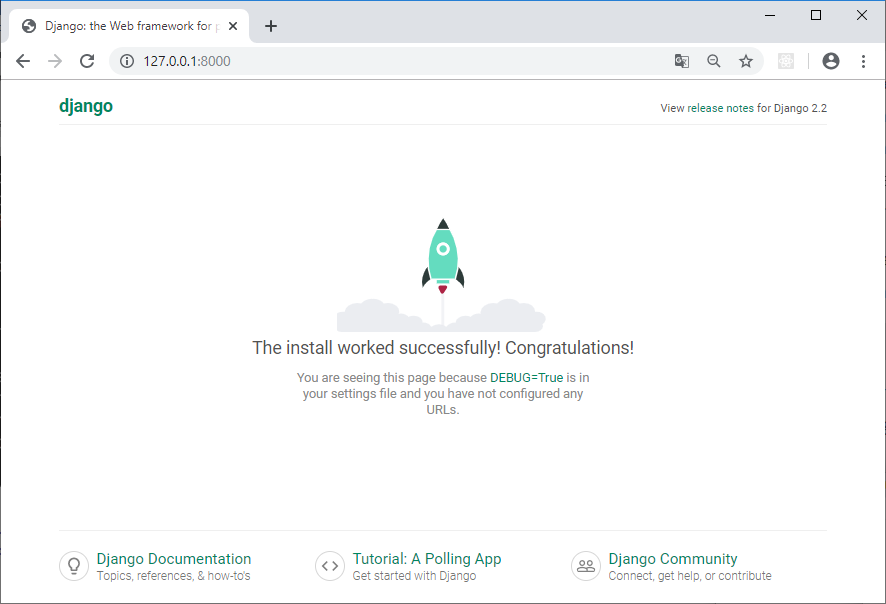 Django: the Web framework for p
127.0.0.1:8000
django
View release notes for Django 2.2
The install worked successfully! Congratulations!
You are seeing this page because DEBUG=True is in
your settings file and you have not configured any
URLs.
Django Documentation
Topics, references, & how-to's
Tutorial: A Polling App
Get started with Django
Django Community
Connect, get help, or contribute